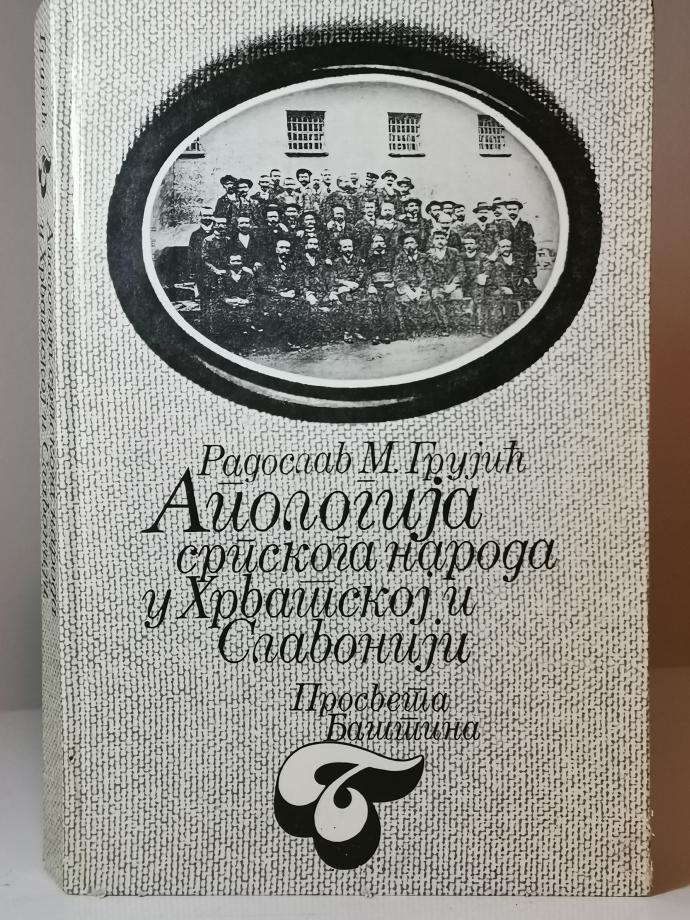 Радослав М. Грујић
Апологија
српскога народа
у Хрватској и
Славонији
Просвета
Баштина